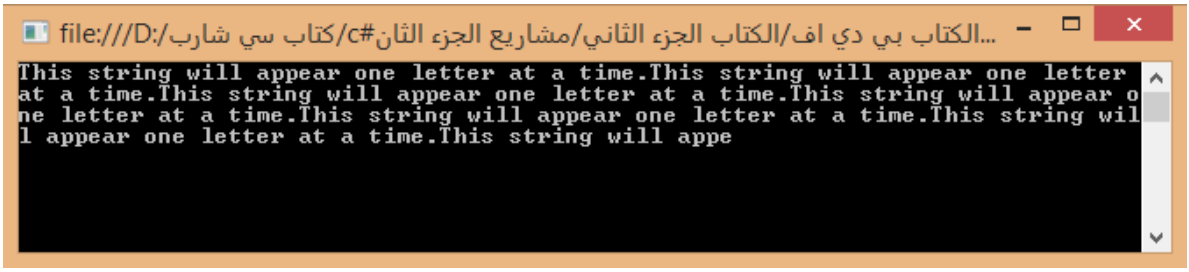 file:///D:/كتاب سي شارب/c#الكتاب بي دي اف/الكتاب الجزء الثاني/مشاريع الجزء الثان...
This string will appear one letter at a time.This string will appear one letter
at a time.This string will appear one letter at a time.This string will appear o
ne letter at a time.This string will appear one letter at a time.This string wil
l appear one letter at a time.This string will appe